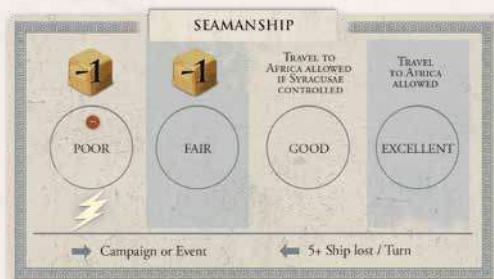 SEAMANSHIP
-1
-1
TRAVEL TO
AFRICA ALLOWED
IF SYRACUSAE
CONTROLLED
TRAVEL
TO AFRICA
ALLOWED
POOR
FAIR
GOOD
EXCELLENT
Campaign or Event
5+ Ship lost / Turn